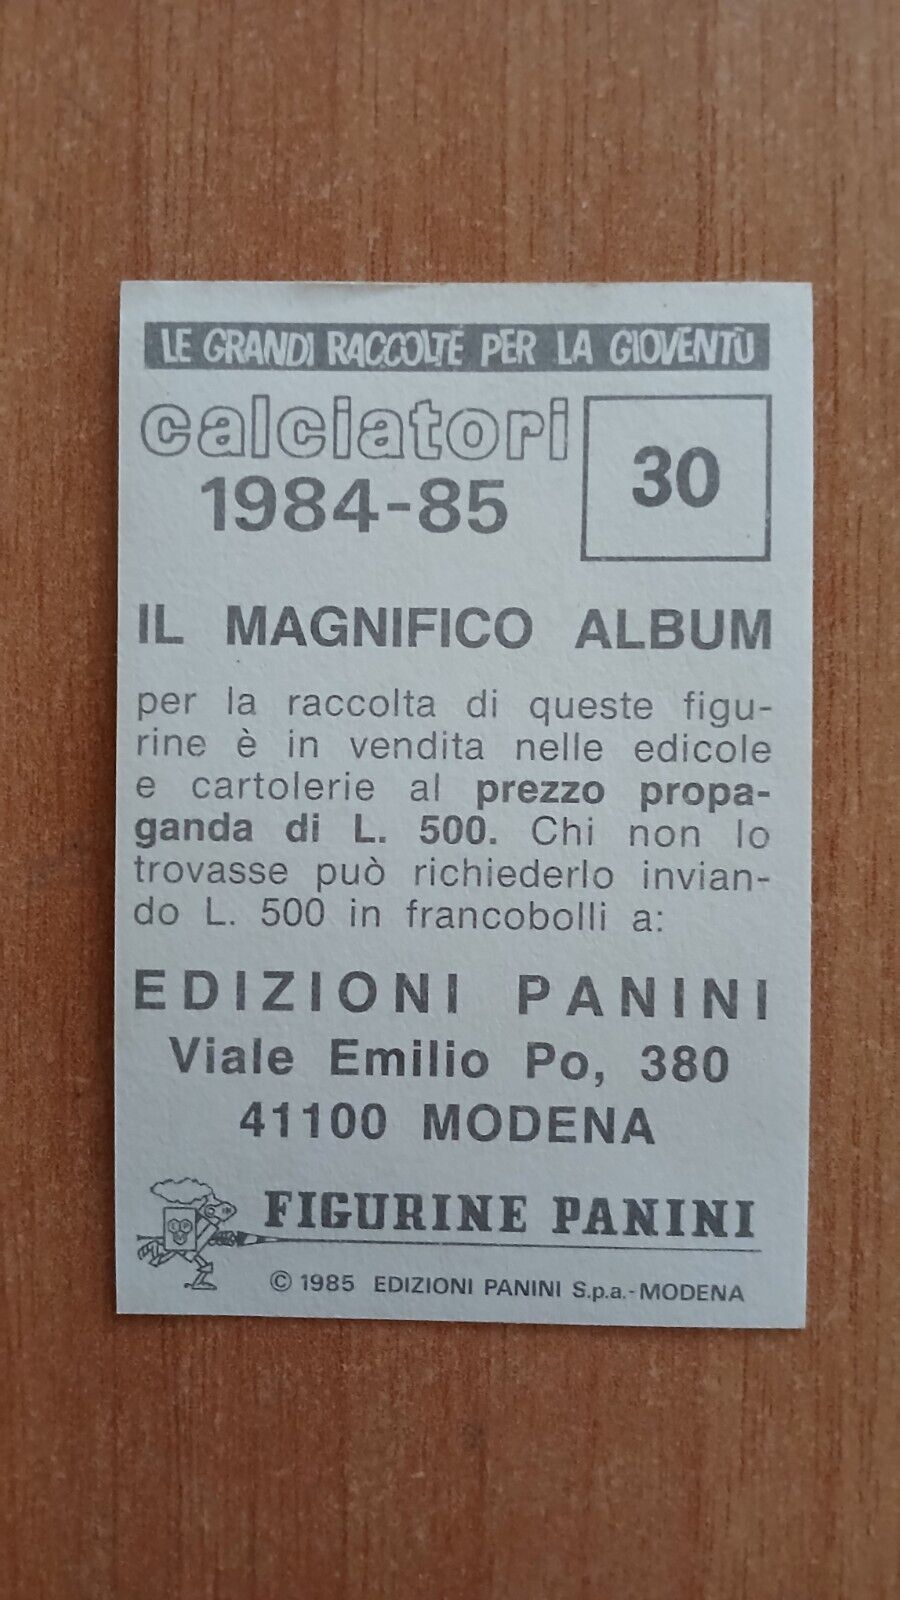 LE GRANDI RACCOLTE PER LA GIOVENTÙ
calciatori
1984-85
30
IL MAGNIFICO ALBUM
per la raccolta di queste figu-
rine è in vendita nelle edicole
e cartolerie al prezzo propa-
ganda di L. 500. Chi non lo
trovasse può richiederlo invian-
do L. 500 in francobolli a:
EDIZIONI PANINI
Viale Emilio Po, 380
41100 MODENA
FIGURINE PANINI
© 1985 EDIZIONI PANINI S.p.a.-MODENA